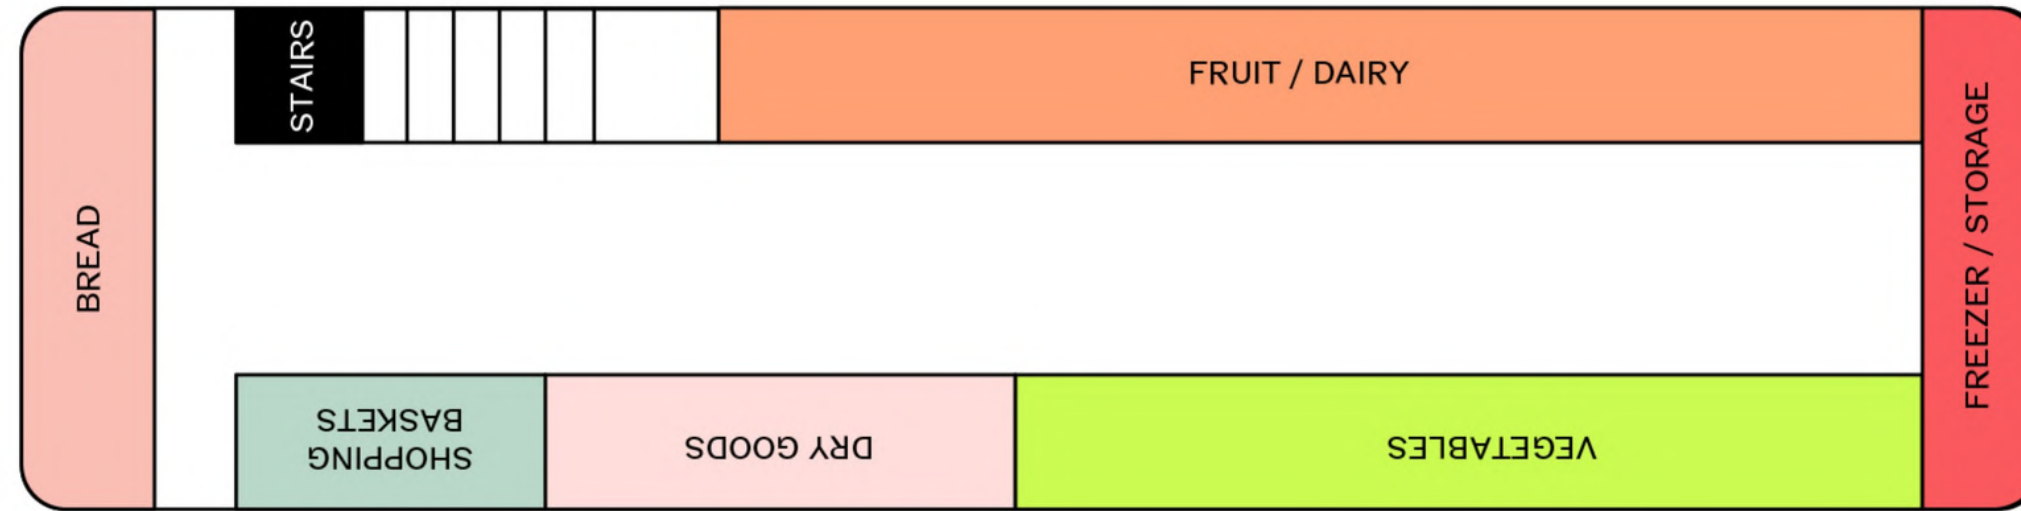 BREAD
STAIRS
FRUIT / DAIRY
FREEZER / STORAGE
SHOPPING
BASKETS
DRY GOODS
VEGETABLES